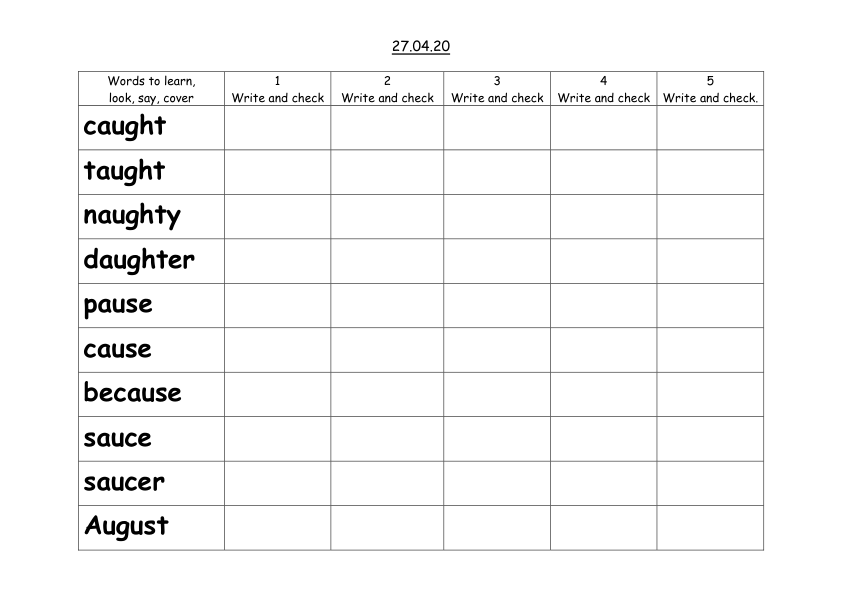 27.04.20
Words to learn,
look, say, cover
1
Write and check
2
Write and check
3
Write and check
4
Write and check
5
Write and check.
caught
taught
naughty
daughter
pause
cause
because
sauce
saucer
August